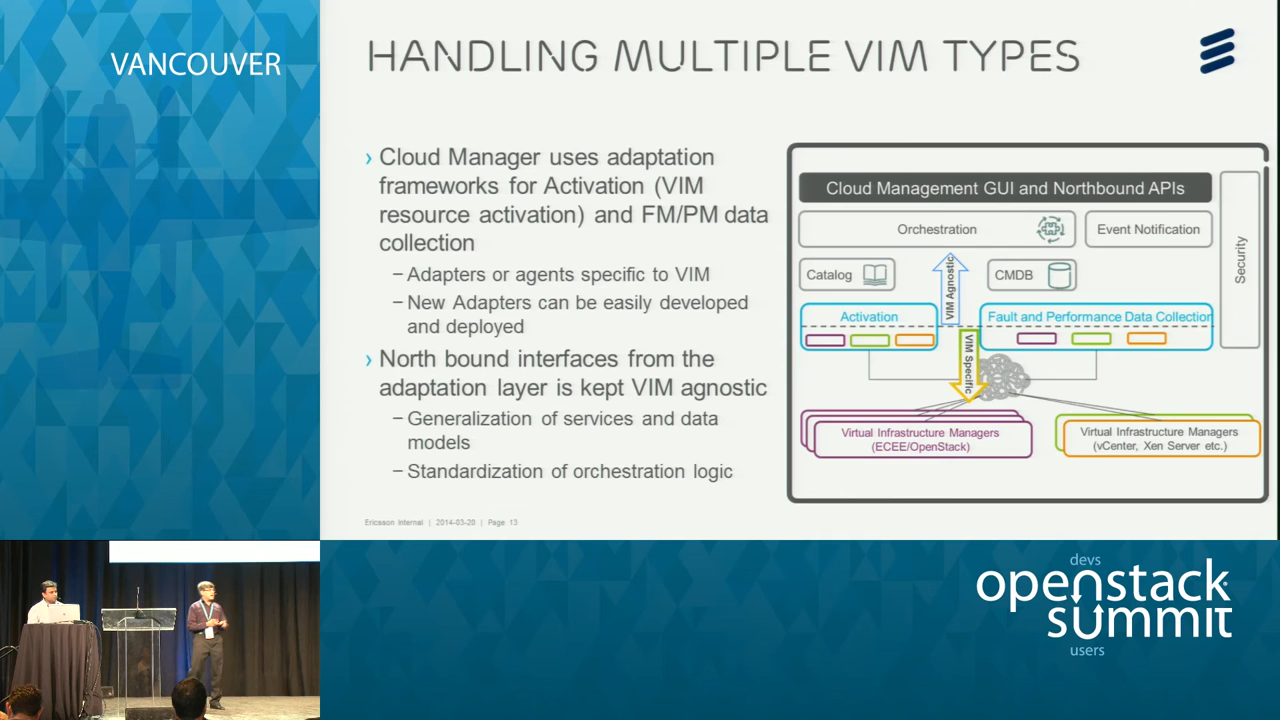 VANCOUVER
HANDLING MULTIPLE VIM TYPES
› Cloud Manager uses adaptation
frameworks for Activation (VIM
resource activation) and FM/PM data
collection
– Adapters or agents specific to VIM
– New Adapters can be easily developed
and deployed
› North bound interfaces from the
adaptation layer is kept VIM agnostic
– Generalization of services and data
models
– Standardization of orchestration logic
Cloud Management GUI and Northbound APIs
Orchestration
Event Notification
Security
Catalog
VIM Agnostic
CMDB
Activation
Fault and Performance Data Collection
VIM Specific
Virtual Infrastructure Managers
(ECEE/OpenStack)
Virtual Infrastructure Managers
(vCenter, Xen Server etc.)
Ericsson Internal | 2014-03-20 | Page 13
devs
openstack
summit
users